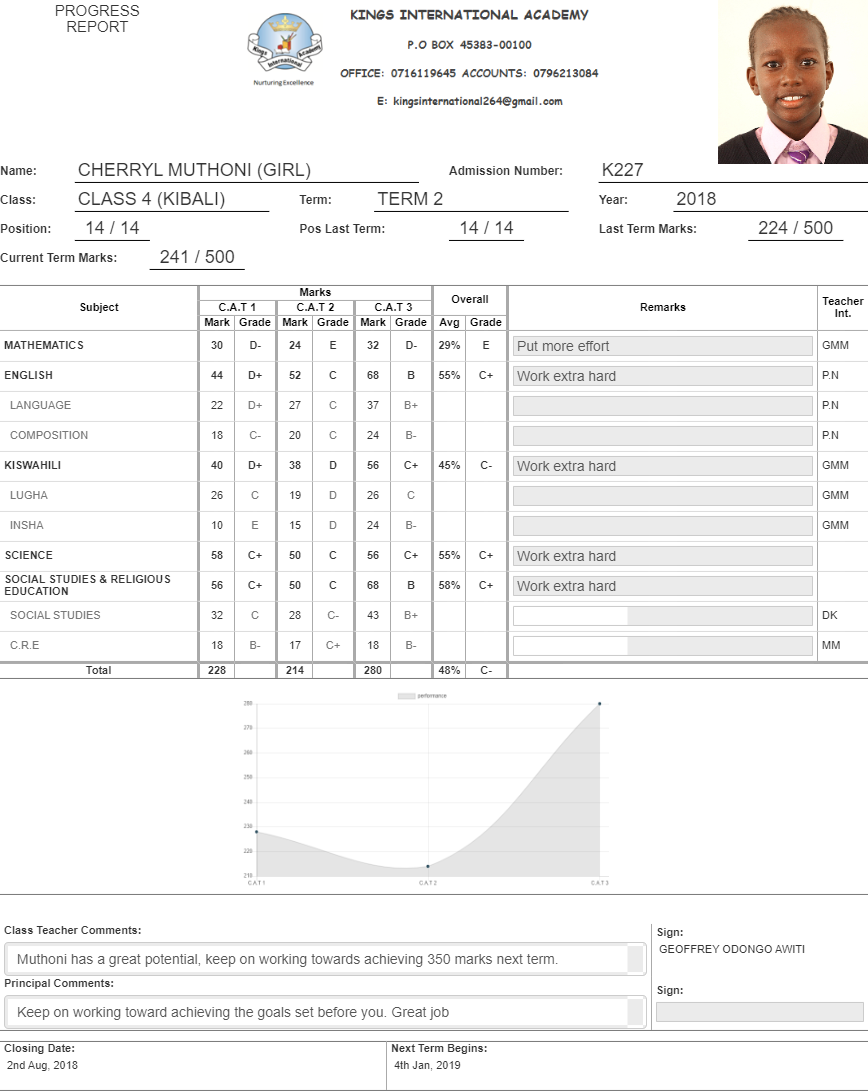 PROGRESS
REPORT
Kings International Academy
Nurturing Excellence
KINGS INTERNATIONAL ACADEMY
P.O BOX 45383-00100
OFFICE: 0716119645 ACCOUNTS: 0796213084
E: kingsinternational264@gmail.com
Name: CHERRYL MUTHONI (GIRL) Admission Number: K227
Class: CLASS 4 (KIBALI) Term: TERM 2 Year: 2018
Position: 14 / 14 Pos Last Term: 14 / 14 Last Term Marks: 224 / 500
Current Term Marks: 241 / 500
Subject Marks Overall Remarks Teacher Int.
C.A.T 1 C.A.T 2 C.A.T 3
Mark Grade Mark Grade Mark Grade Avg Grade
MATHEMATICS 30 D- 24 E 32 D- 29% E Put more effort GMM
ENGLISH 44 D+ 52 C 68 B 55% C+ Work extra hard P.N
LANGUAGE 22 D+ 27 C 37 B+ P.N
COMPOSITION 18 C- 20 C 24 B- P.N
KISWAHILI 40 D+ 38 D 56 C+ 45% C- Work extra hard GMM
LUGHA 26 C 19 D 26 C GMM
INSHA 10 E 15 D 24 B- GMM
SCIENCE 58 C+ 50 C 56 C+ 55% C+ Work extra hard
SOCIAL STUDIES & RELIGIOUS EDUCATION 56 C+ 50 C 68 B 58% C+ Work extra hard
SOCIAL STUDIES 32 C 28 C- 43 B+ DK
C.R.E 18 B- 17 C+ 18 B- MM
Total 228 214 280 48% C-
performance
280
270
260
250
240
230
220
210
C.A.T 1 C.A.T 2 C.A.T 3
Class Teacher Comments:
Muthoni has a great potential, keep on working towards achieving 350 marks next term.
Sign:
GEOFFREY ODONGO AWITI
Principal Comments:
Keep on working toward achieving the goals set before you. Great job
Sign:
Closing Date: Next Term Begins:
2nd Aug, 2018 4th Jan, 2019